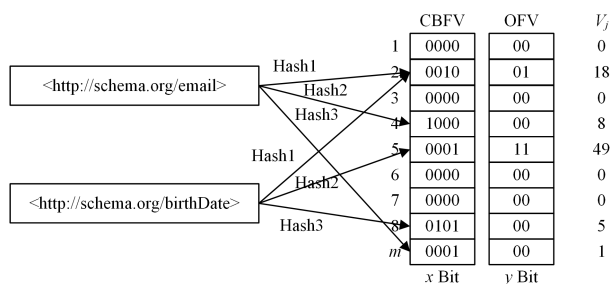 CBFV OFV Vj
1 0000 00 0
<http://schema.org/email> Hash1 2 0010 01 18
Hash2 3 0000 00 0
Hash3 4 1000 00 8
Hash1 5 0001 11 49
Hash2 6 0000 00 0
<http://schema.org/birthDate> 7 0000 00 0
Hash3 8 0101 00 5
m 0001 00 1
x Bit y Bit